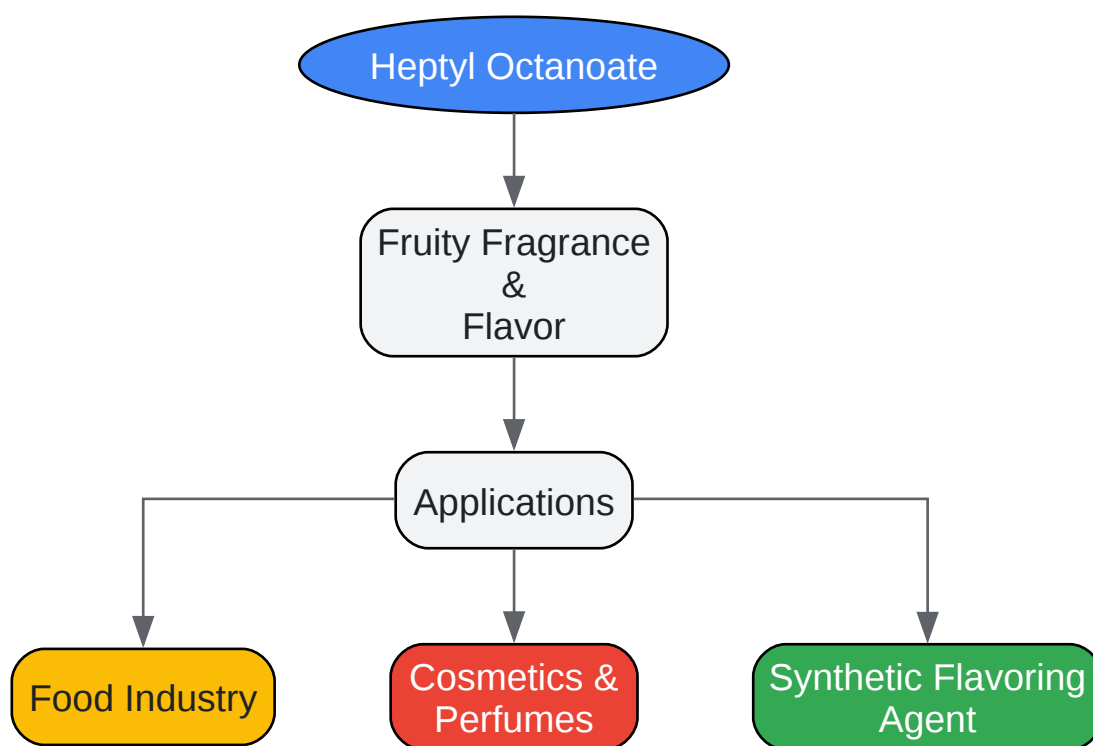 Heptyl Octanoate
Fruity Fragrance
&
Flavor
Applications
Food Industry
Cosmetics &
Perfumes
Synthetic Flavoring
Agent